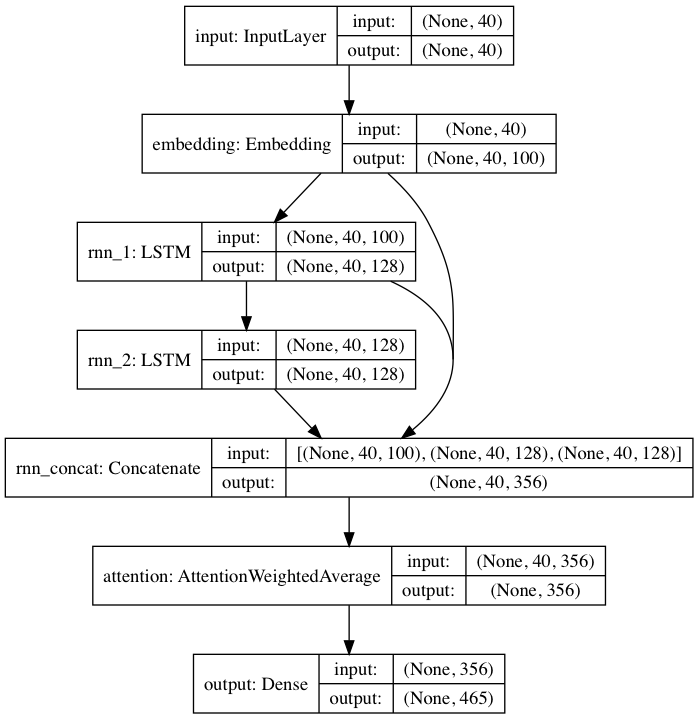 input: InputLayer
input: (None, 40)
output: (None, 40)
embedding: Embedding
input: (None, 40)
output: (None, 40, 100)
rnn_1: LSTM
input: (None, 40, 100)
output: (None, 40, 128)
rnn_2: LSTM
input: (None, 40, 128)
output: (None, 40, 128)
rnn_concat: Concatenate
input: [(None, 40, 100), (None, 40, 128), (None, 40, 128)]
output: (None, 40, 356)
attention: AttentionWeightedAverage
input: (None, 40, 356)
output: (None, 356)
output: Dense
input: (None, 356)
output: (None, 465)